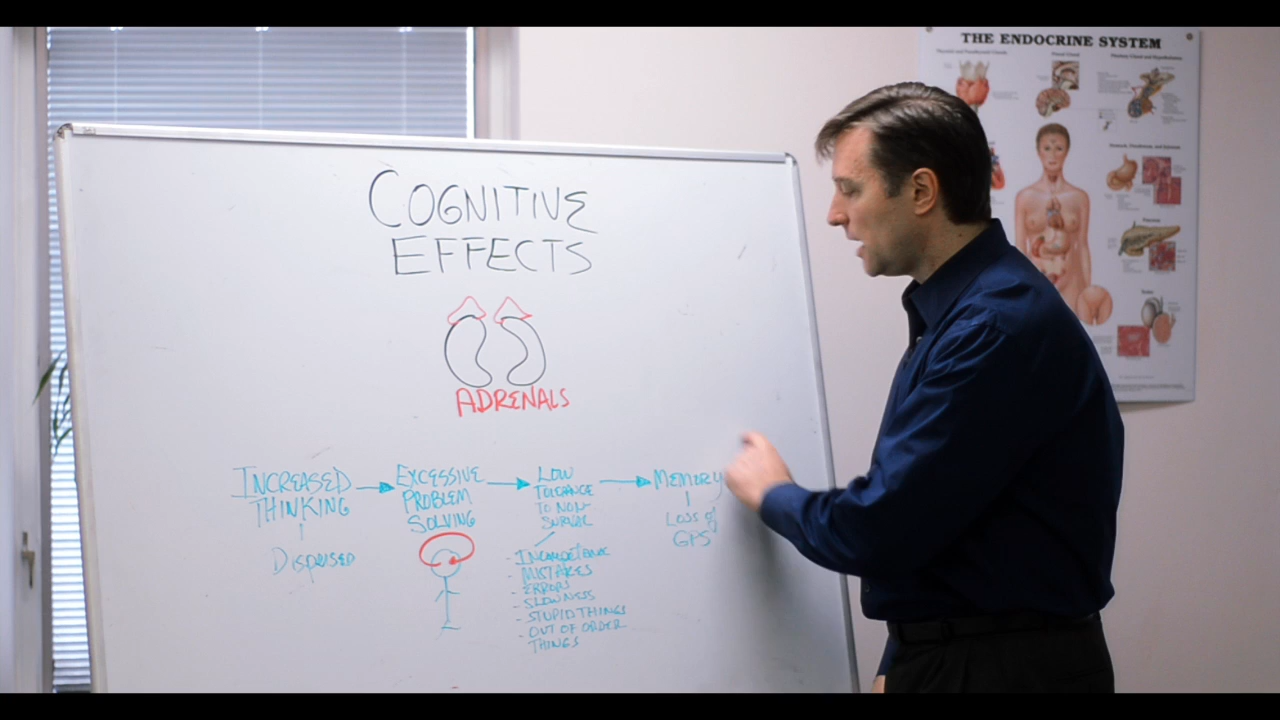 THE ENDOCRINE SYSTEM
COGNITIVE
EFFECTS
ADRENALS
INCREASED
THINKING
DISPERSED
EXCESSIVE
PROBLEM
SOLVING
LOW
TOLERANCE
TO NON-
SURVIVAL
- INCOMPETENCE
- MISTAKES
- ERRORS
- SLOWNESS
- STUPID THINGS
- OUT OF ORDER
THINGS
MEMORY
LOSS of
GPS